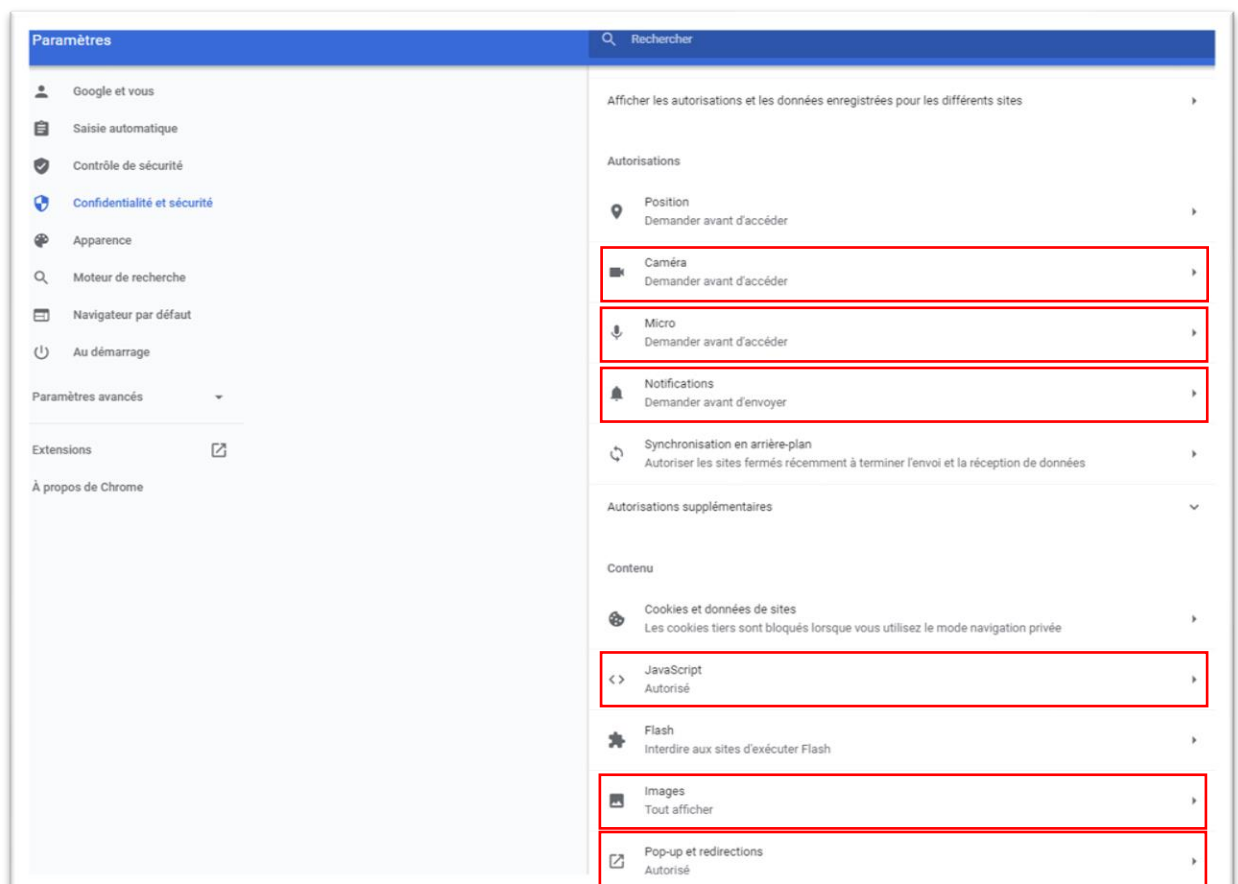 Paramètres
Rechercher
Google et vous
Saisie automatique
Contrôle de sécurité
Confidentialité et sécurité
Apparence
Moteur de recherche
Navigateur par défaut
Au démarrage
Paramètres avancés
Extensions
À propos de Chrome
Afficher les autorisations et les données enregistrées pour les différents sites
Autorisations
Position
Demander avant d'accéder
Caméra
Demander avant d'accéder
Micro
Demander avant d'accéder
Notifications
Demander avant d'envoyer
Synchronisation en arrière-plan
Autoriser les sites fermés récemment à terminer l'envoi et la réception de données
Autorisations supplémentaires
Contenu
Cookies et données de sites
Les cookies tiers sont bloqués lorsque vous utilisez le mode navigation privée
JavaScript
Autorisé
Flash
Interdire aux sites d'exécuter Flash
Images
Tout afficher
Pop-up et redirections
Autorisé